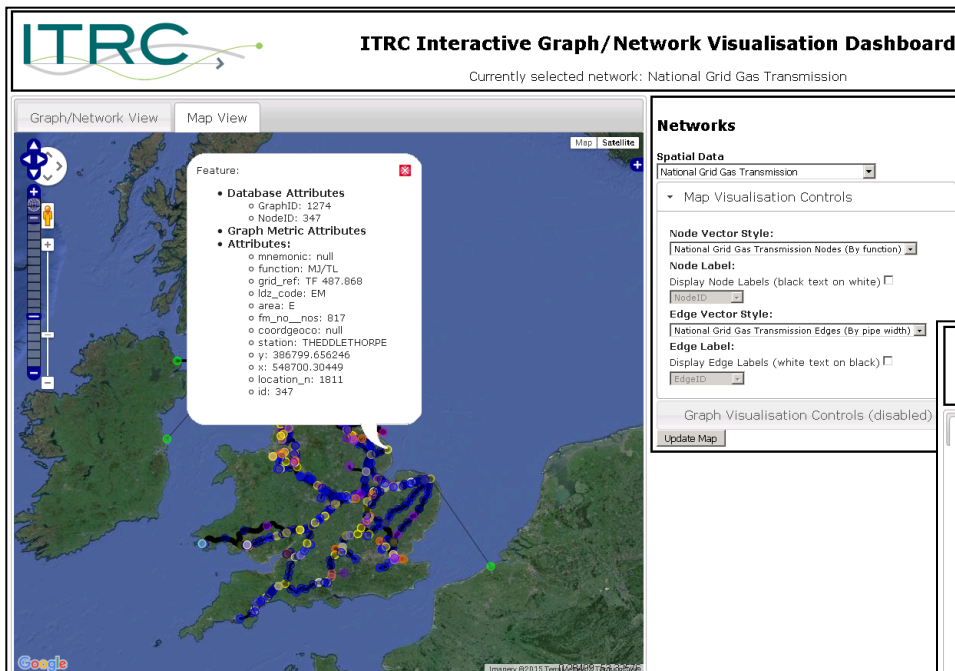 ITRC
ITRC Interactive Graph/Network Visualisation Dashboard
Currently selected network: National Grid Gas Transmission
Graph/Network View
Map View
Map
Satellite
Feature:
Database Attributes
GraphID: 1274
NodeID: 347
Graph Metric Attributes
Attributes:
mnemonic: null
function: MJ/TL
grid_ref: TF 487.868
ldz_code: EM
area: E
fm_no__nos: 817
coordgeoco: null
station: THEDDLETHORPE
y: 386799.656246
x: 548700.30449
location_n: 1811
id: 347
Google
Imagery ©2015
Networks
Spatial Data
National Grid Gas Transmission
Map Visualisation Controls
Node Vector Style:
National Grid Gas Transmission Nodes (By function)
Node Label:
Display Node Labels (black text on white)
NodeID
Edge Vector Style:
National Grid Gas Transmission Edges (By pipe width)
Edge Label:
Display Edge Labels (white text on black)
EdgeID
Graph Visualisation Controls (disabled)
Update Map